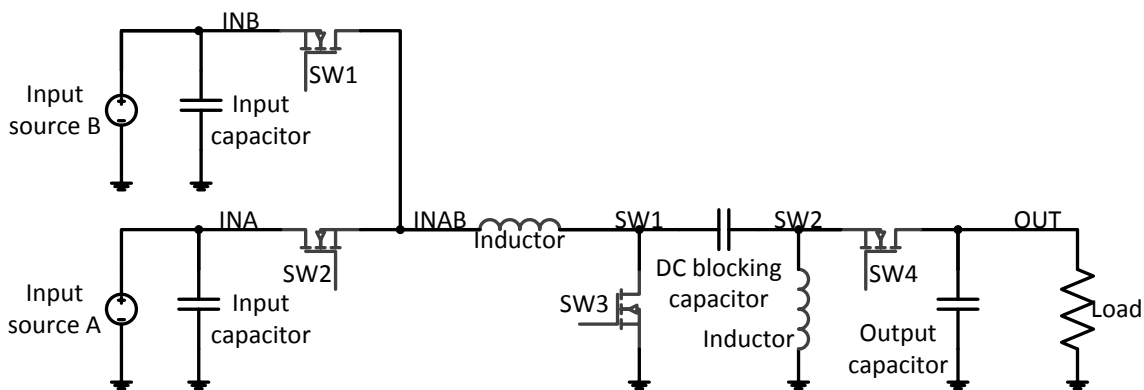 INB
SW1
Input
source B
Input
capacitor
INA
SW2
INAB
Inductor
SW1
SW2
OUT
Input
source A
Input
capacitor
SW3
DC blocking
capacitor
Inductor
SW4
Output
capacitor
Load